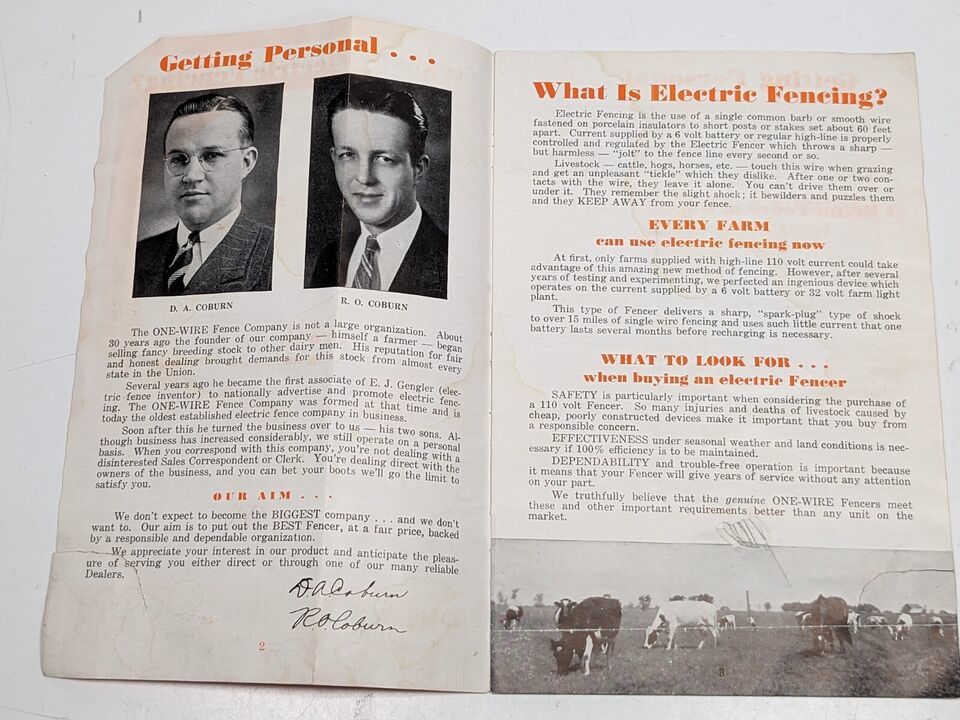 Getting Personal . . .
D. A. COBURN
R. O. COBURN
The ONE-WIRE Fence Company is not a large organization. About
30 years ago the founder of our company — himself a farmer — began
selling fancy breeding stock to other dairy men. His reputation for fair
and honest dealing brought demands for this stock from almost every
state in the Union.
Several years ago he became the first associate of E. J. Gengler (elec-
tric fence inventor) to nationally advertise and promote electric fenc-
ing. The ONE-WIRE Fence Company was formed at that time and is
today the oldest established electric fence company in business.
Soon after this he turned the business over to us — his two sons. Al-
though business has increased considerably, we still operate on a personal
basis. When you correspond with this company, you're not dealing with a
disinterested Sales Correspondent or Clerk. You're dealing direct with the
owners of the business, and you can bet your boots we'll go the limit to
satisfy you.
OUR AIM . . .
We don't expect to become the BIGGEST company . . . and we don't
want to. Our aim is to put out the BEST Fencer, at a fair price, backed
by a responsible and dependable organization.
We appreciate your interest in our product and anticipate the pleas-
ure of serving you either direct or through one of our many reliable
Dealers.
D A Coburn
R.O. Coburn
2
What Is Electric Fencing?
Electric Fencing is the use of a single common barb or smooth wire
fastened on porcelain insulators to short posts or stakes set about 60 feet
apart. Current supplied by a 6 volt battery or regular high-line is properly
controlled and regulated by the Electric Fencer which throws a sharp —
but harmless — "jolt" to the fence line every second or so.
Livestock — cattle, hogs, horses, etc. — touch this wire when grazing
and get an unpleasant "tickle" which they dislike. After one or two con-
tacts with the wire, they leave it alone. You can't drive them over or
under it. They remember the slight shock; it bewilders and puzzles them
and they KEEP AWAY from your fence.
EVERY FARM
can use electric fencing now
At first, only farms supplied with high-line 110 volt current could take
advantage of this amazing new method of fencing. However, after several
years of testing and experimenting, we perfected an ingenious device which
operates on the current supplied by a 6 volt battery or 32 volt farm light
plant.
This type of Fencer delivers a sharp, "spark-plug" type of shock
to over 15 miles of single wire fencing and uses such little current that one
battery lasts several months before recharging is necessary.
WHAT TO LOOK FOR . . .
when buying an electric Fencer
SAFETY is particularly important when considering the purchase of
a 110 volt Fencer. So many injuries and deaths of livestock caused by
cheap, poorly constructed devices make it important that you buy from
a responsible concern.
EFFECTIVENESS under seasonal weather and land conditions is nec-
essary if 100% efficiency is to be maintained.
DEPENDABILITY and trouble-free operation is important because
it means that your Fencer will give years of service without any attention
on your part.
We truthfully believe that the genuine ONE-WIRE Fencers meet
these and other important requirements better than any unit on the
market.
3